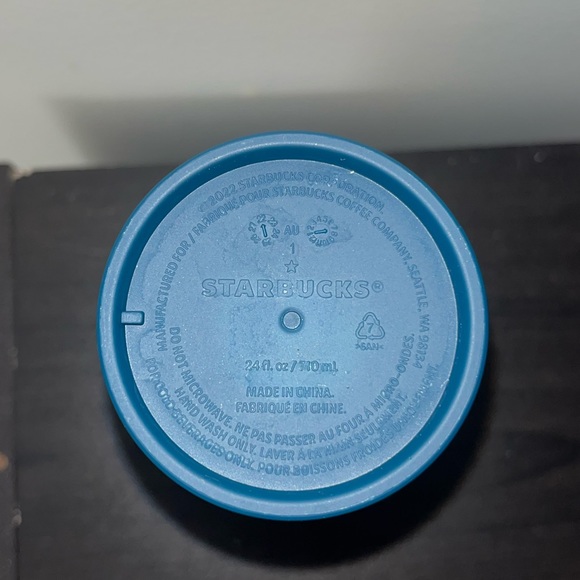 ©2022 STARBUCKS CORPORATION.
MANUFACTURED FOR / FABRIQUÉ POUR STARBUCKS COFFEE COMPANY, SEATTLE, WA 98134
AU
1
STARBUCKS®
7
>SAN<
24 fl. oz / 710 ml
MADE IN CHINA.
FABRIQUÉ EN CHINE.
DO NOT MICROWAVE. NE PAS PASSER AU FOUR À MICRO-ONDES.
HAND WASH ONLY. LAVER À LA MAIN SEULEMENT.
FOR COLD BEVERAGES ONLY. POUR BOISSONS FROIDES SEULEMENT.